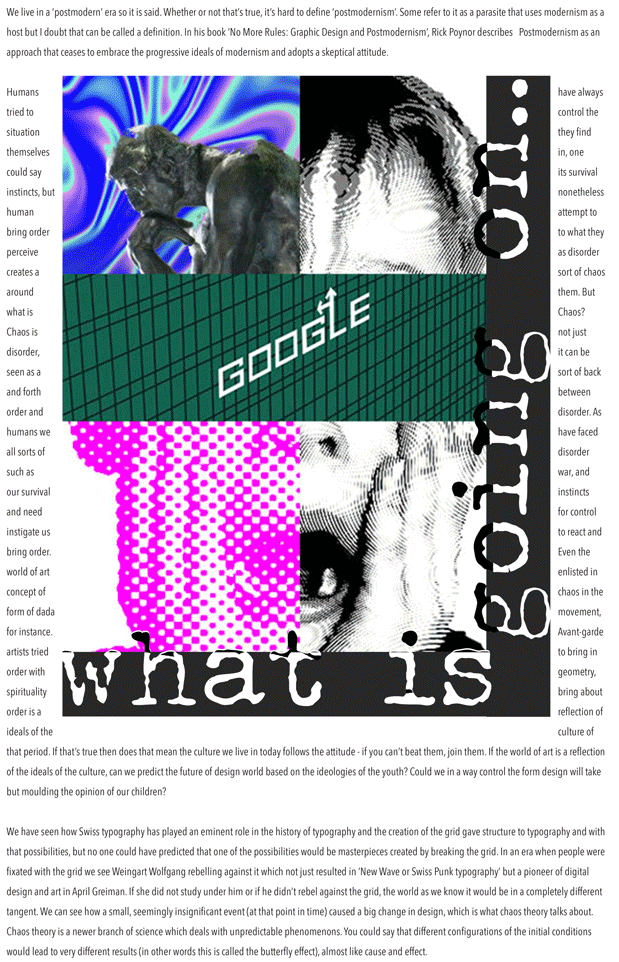 We live in a ‘postmodern’ era so it is said. Whether or not that’s true, it’s hard to define ‘postmodernism’. Some refer to it as a parasite that uses modernism as a
host but I doubt that can be called a definition. In his book ‘No More Rules: Graphic Design and Postmodernism’, Rick Poynor describes Postmodernism as an
approach that ceases to embrace the progressive ideals of modernism and adopts a skeptical attitude.
Humans have always
tried to control the
situation they find
themselves in, one
could say its survival
instincts, but nonetheless
human attempt to
bring order to what they
perceive as disorder
creates a sort of chaos
around them. But
what is Chaos?
Chaos is not just
disorder, it can be
seen as a sort of back
and forth between
order and disorder. As
humans we have faced
all sorts of disorder
such as war, and
our survival instincts
and need for control
instigate us to react and
bring order. Even the
world of art enlisted in
concept of chaos in the
form of dada movement,
for instance. Avant-garde
artists tried to bring in
order with geometry,
spirituality bring about
order is a reflection of
ideals of the culture of
GOOGLE
what is
going on..
that period. If that’s true then does that mean the culture we live in today follows the attitude - if you can’t beat them, join them. If the world of art is a reflection
of the ideals of the culture, can we predict the future of design world based on the ideologies of the youth? Could we in a way control the form design will take
but moulding the opinion of our children?
We have seen how Swiss typography has played an eminent role in the history of typography and the creation of the grid gave structure to typography and with
that possibilities, but no one could have predicted that one of the possibilities would be masterpieces created by breaking the grid. In an era when people were
fixated with the grid we see Weingart Wolfgang rebelling against it which not just resulted in ‘New Wave or Swiss Punk typography’ but a pioneer of digital
design and art in April Greiman. If she did not study under him or if he didn’t rebel against the grid, the world as we know it would be in a completely different
tangent. We can see how a small, seemingly insignificant event (at that point in time) caused a big change in design, which is what chaos theory talks about.
Chaos theory is a newer branch of science which deals with unpredictable phenomenons. You could say that different configurations of the initial conditions
would lead to very different results (in other words this is called the butterfly effect), almost like cause and effect.